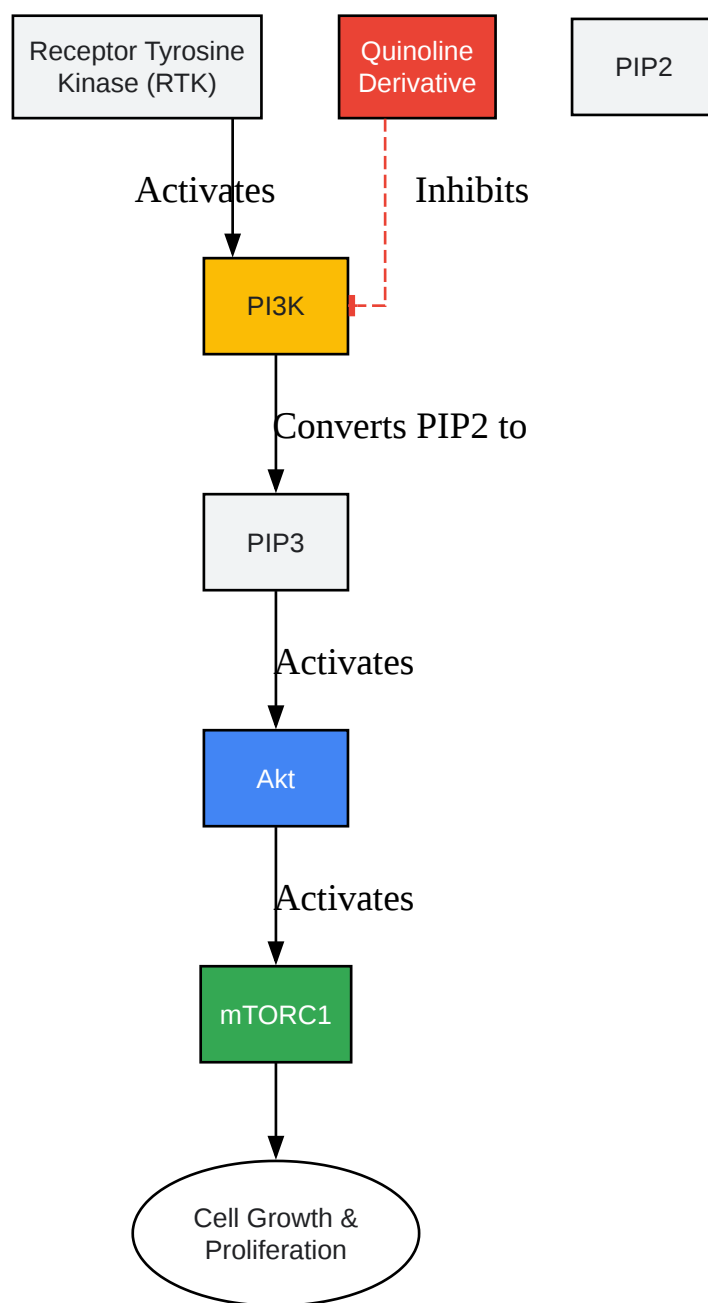 Receptor Tyrosine
Kinase (RTK)
Quinoline
Derivative
PIP2
Activates
Inhibits
PI3K
Converts PIP2 to
PIP3
Activates
Akt
Activates
mTORC1
Cell Growth &
Proliferation